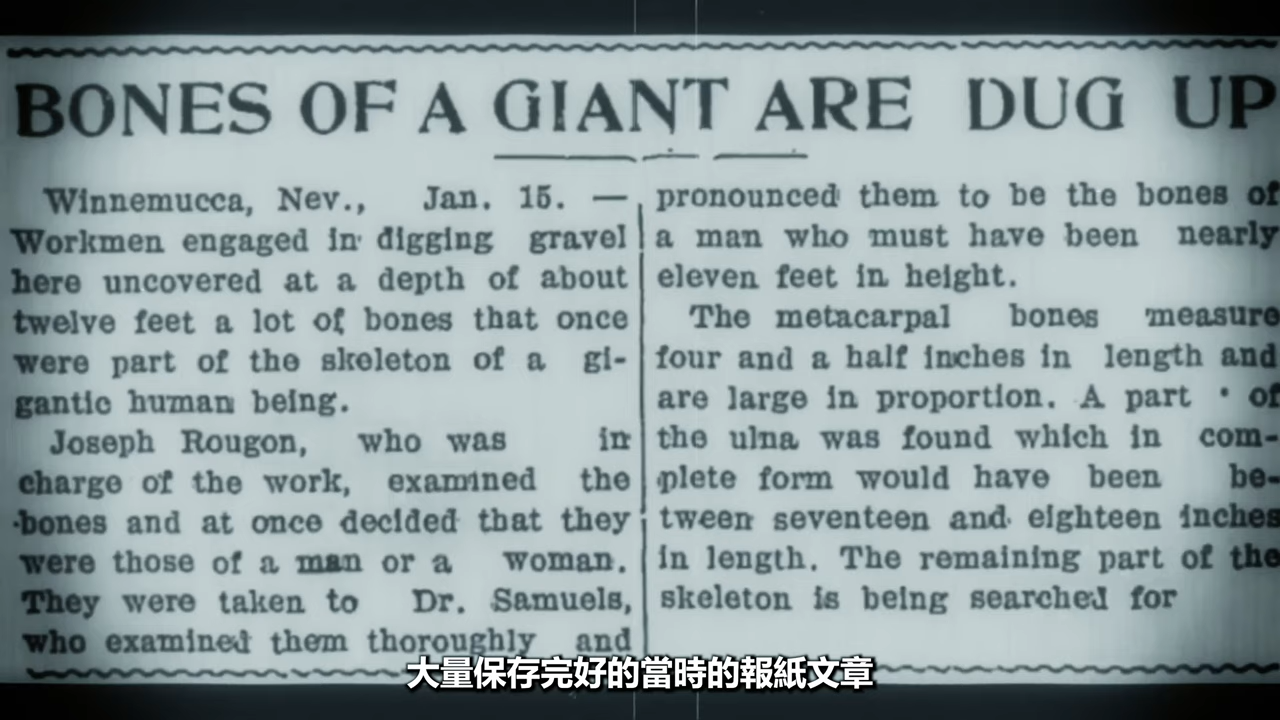 BONES OF A GIANT ARE DUG UP
Winnemucca, Nev., Jan. 15. —
Workmen engaged in digging gravel
here uncovered at a depth of about
twelve feet a lot of bones that once
were part of the skeleton of a gi-
gantic human being.
Joseph Rougon, who was in
charge of the work, examined the
bones and at once decided that they
were those of a man or a woman.
They were taken to Dr. Samuels,
who examined them thoroughly and
pronounced them to be the bones of
a man who must have been nearly
eleven feet in height.
The metacarpal bones measure
four and a half inches in length and
are large in proportion. A part of
the ulna was found which in com-
plete form would have been be-
tween seventeen and eighteen inches
in length. The remaining part of the
skeleton is being searched for
大量保存完好的當時的報紙文章